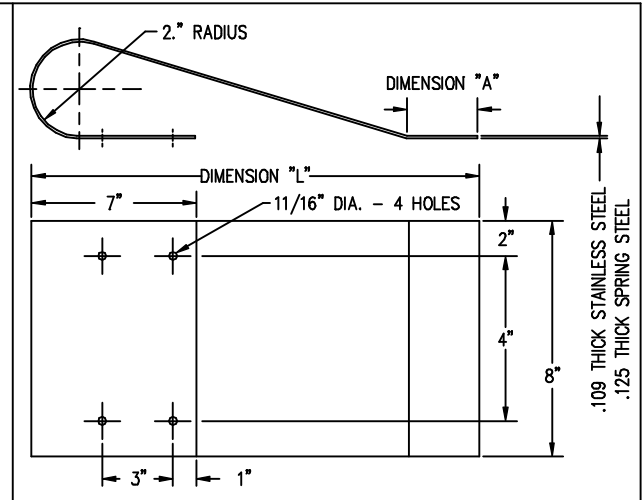 2." RADIUS
DIMENSION "A"
DIMENSION "L"
7"
11/16" DIA. - 4 HOLES
2"
4"
8"
3"
1"
.109 THICK STAINLESS STEEL
.125 THICK SPRING STEEL